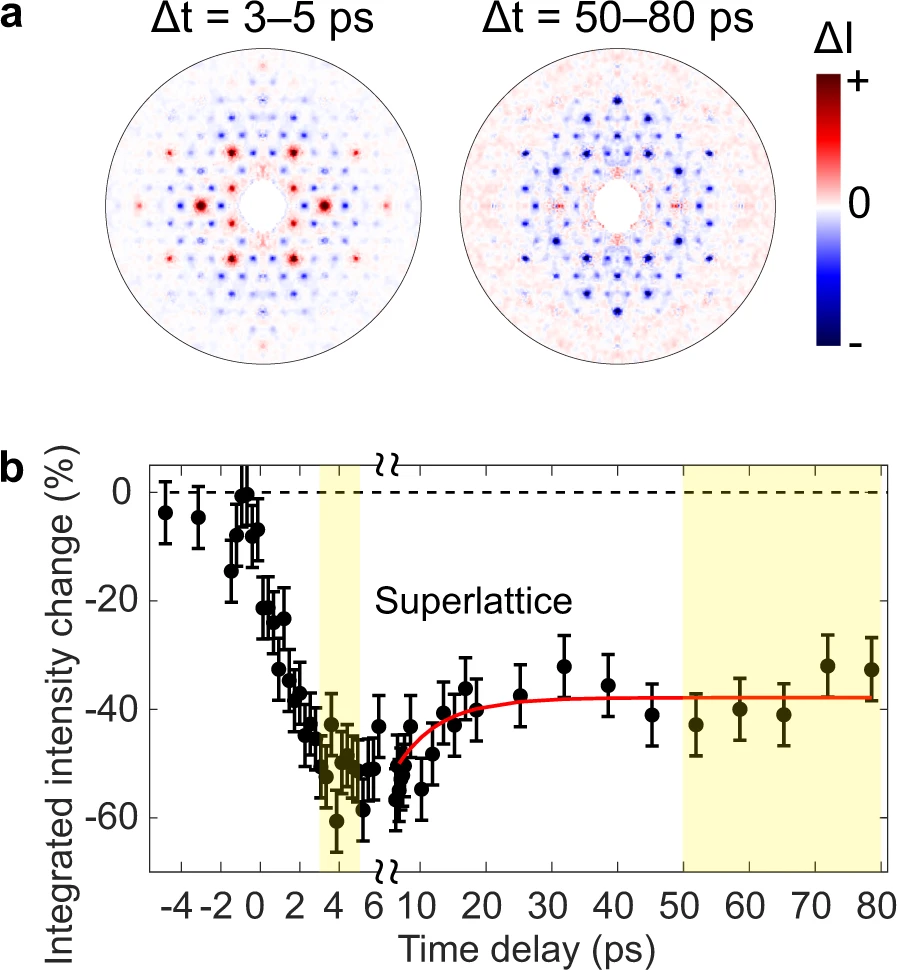 a
Δt = 3–5 ps
Δt = 50–80 ps
ΔI
+
0
-
b
Integrated intensity change (%)
0
-20
-40
-60
Superlattice
-4 -2 0 2 4 6 10 20 30 40 50 60 70 80
Time delay (ps)